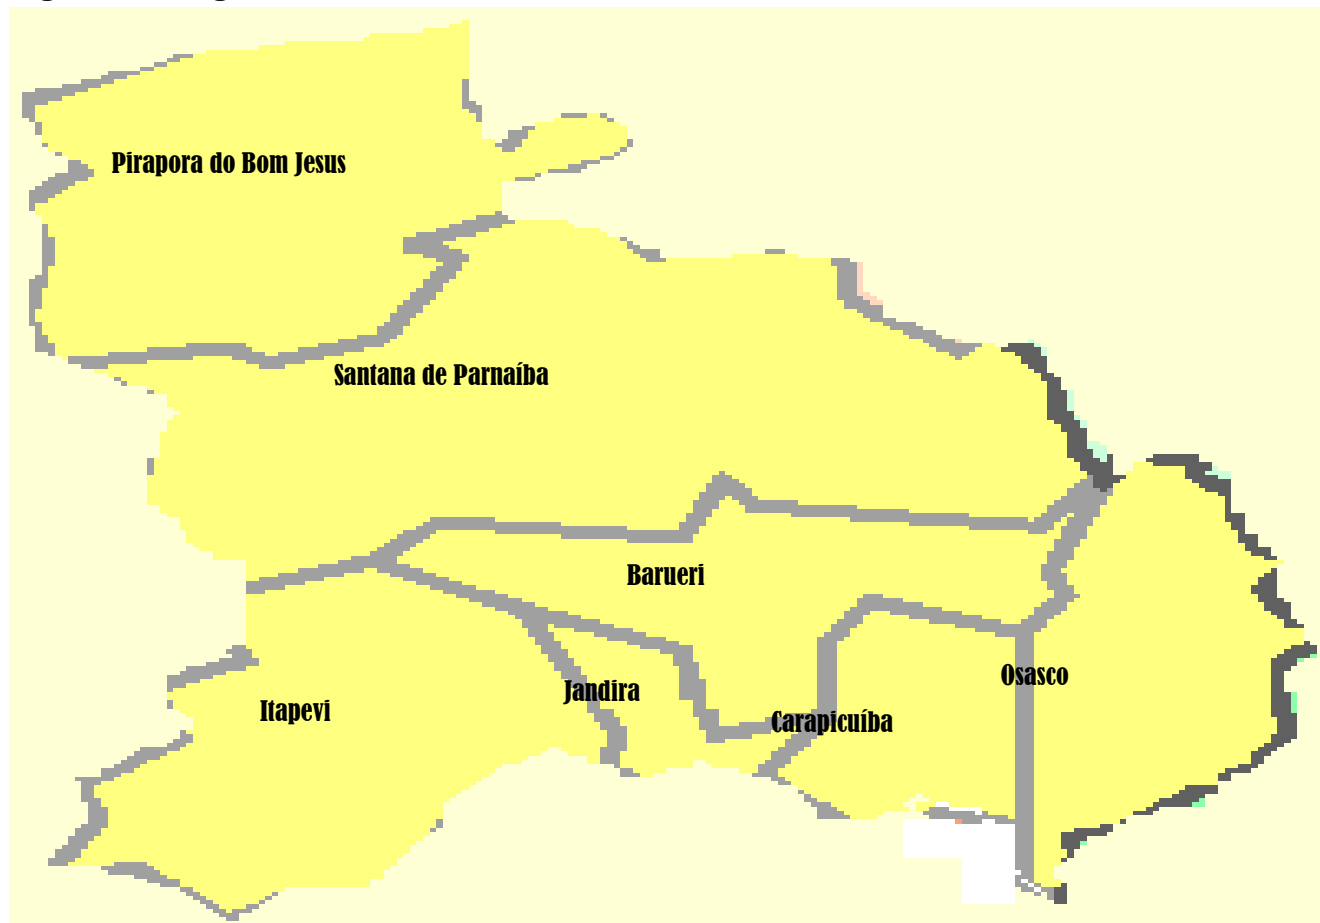 Pirapora do Bom Jesus
Santana de Parnaíba
Barueri
Osasco
Jandira
Itapevi
Carapicuíba